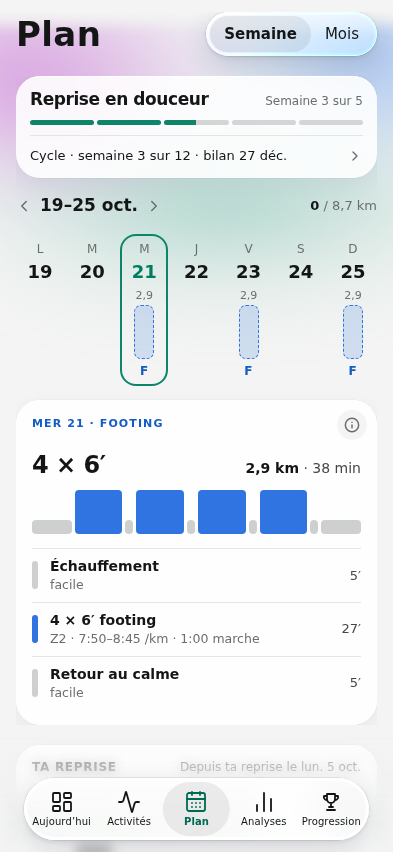 Plan
Semaine Mois
Reprise en douceur Semaine 3 sur 5
Cycle · semaine 3 sur 12 · bilan 27 déc.
19–25 oct. 0 / 8,7 km
L M M J V S D
19 20 21 22 23 24 25
2,9 2,9 2,9
F F F
MER 21 · FOOTING
4 × 6′ 2,9 km · 38 min
Échauffement
facile 5′
4 × 6′ footing
Z2 · 7:50–8:45 /km · 1:00 marche 27′
Retour au calme
facile 5′
TA REPRISE Depuis ta reprise le lun. 5 oct.
Aujourd’hui Activités Plan Analyses Progression